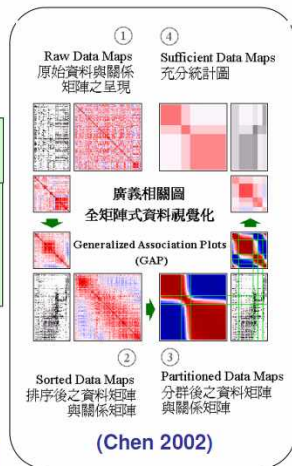 ①
Raw Data Maps
原始資料與關係
矩陣之呈現
④
Sufficient Data Maps
充分統計圖
廣義相關圖
全矩陣式資料視覺化
Generalized Association Plots
(GAP)
②
Sorted Data Maps
排序後之資料矩陣
與關係矩陣
③
Partitioned Data Maps
分群後之資料矩陣
與關係矩陣
(Chen 2002)